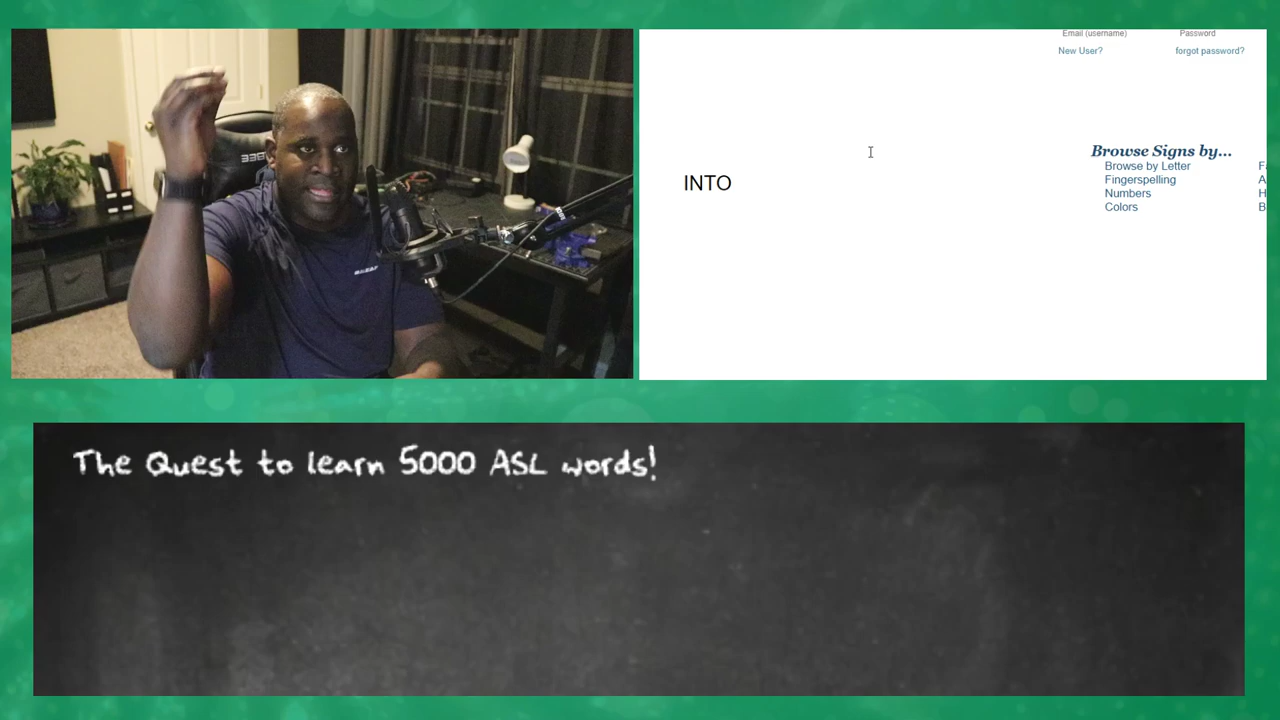 Email (username) Password
New User? forgot password?
Browse Signs by...
Browse by Letter
Fingerspelling
Numbers
Colors
INTO
The Quest to learn 5000 ASL words!